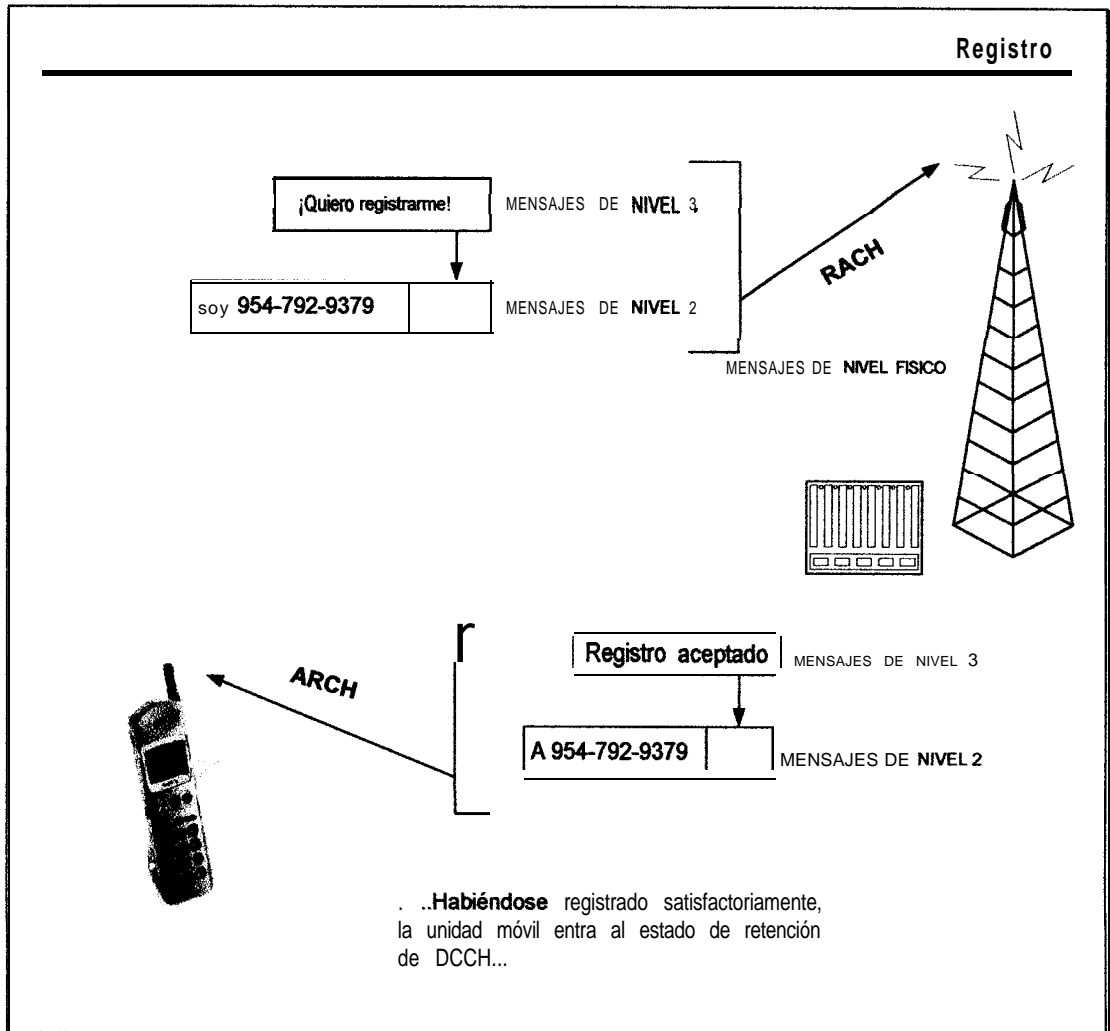 Registro
¡Quiero registrarme!
MENSAJES DE NIVEL 3
soy 954-792-9379
MENSAJES DE NIVEL 2
RACH
MENSAJES DE NIVEL FISICO
ARCH
Registro aceptado
MENSAJES DE NIVEL 3
A 954-792-9379
MENSAJES DE NIVEL 2
. ..Habiéndose registrado satisfactoriamente,
la unidad móvil entra al estado de retención
de DCCH...